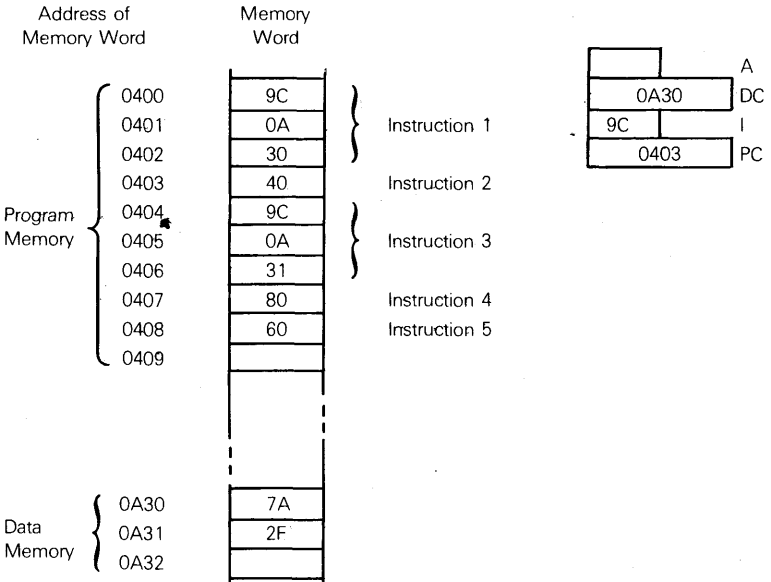 Address of Memory Word
Memory Word
A
0400 9C 0A30 DC
0401 0A Instruction 1 9C I
0402 30 0403 PC
0403 40 Instruction 2
Program Memory
0404 9C
0405 0A Instruction 3
0406 31
0407 80 Instruction 4
0408 60 Instruction 5
0409
Data Memory
0A30 7A
0A31 2F
0A32